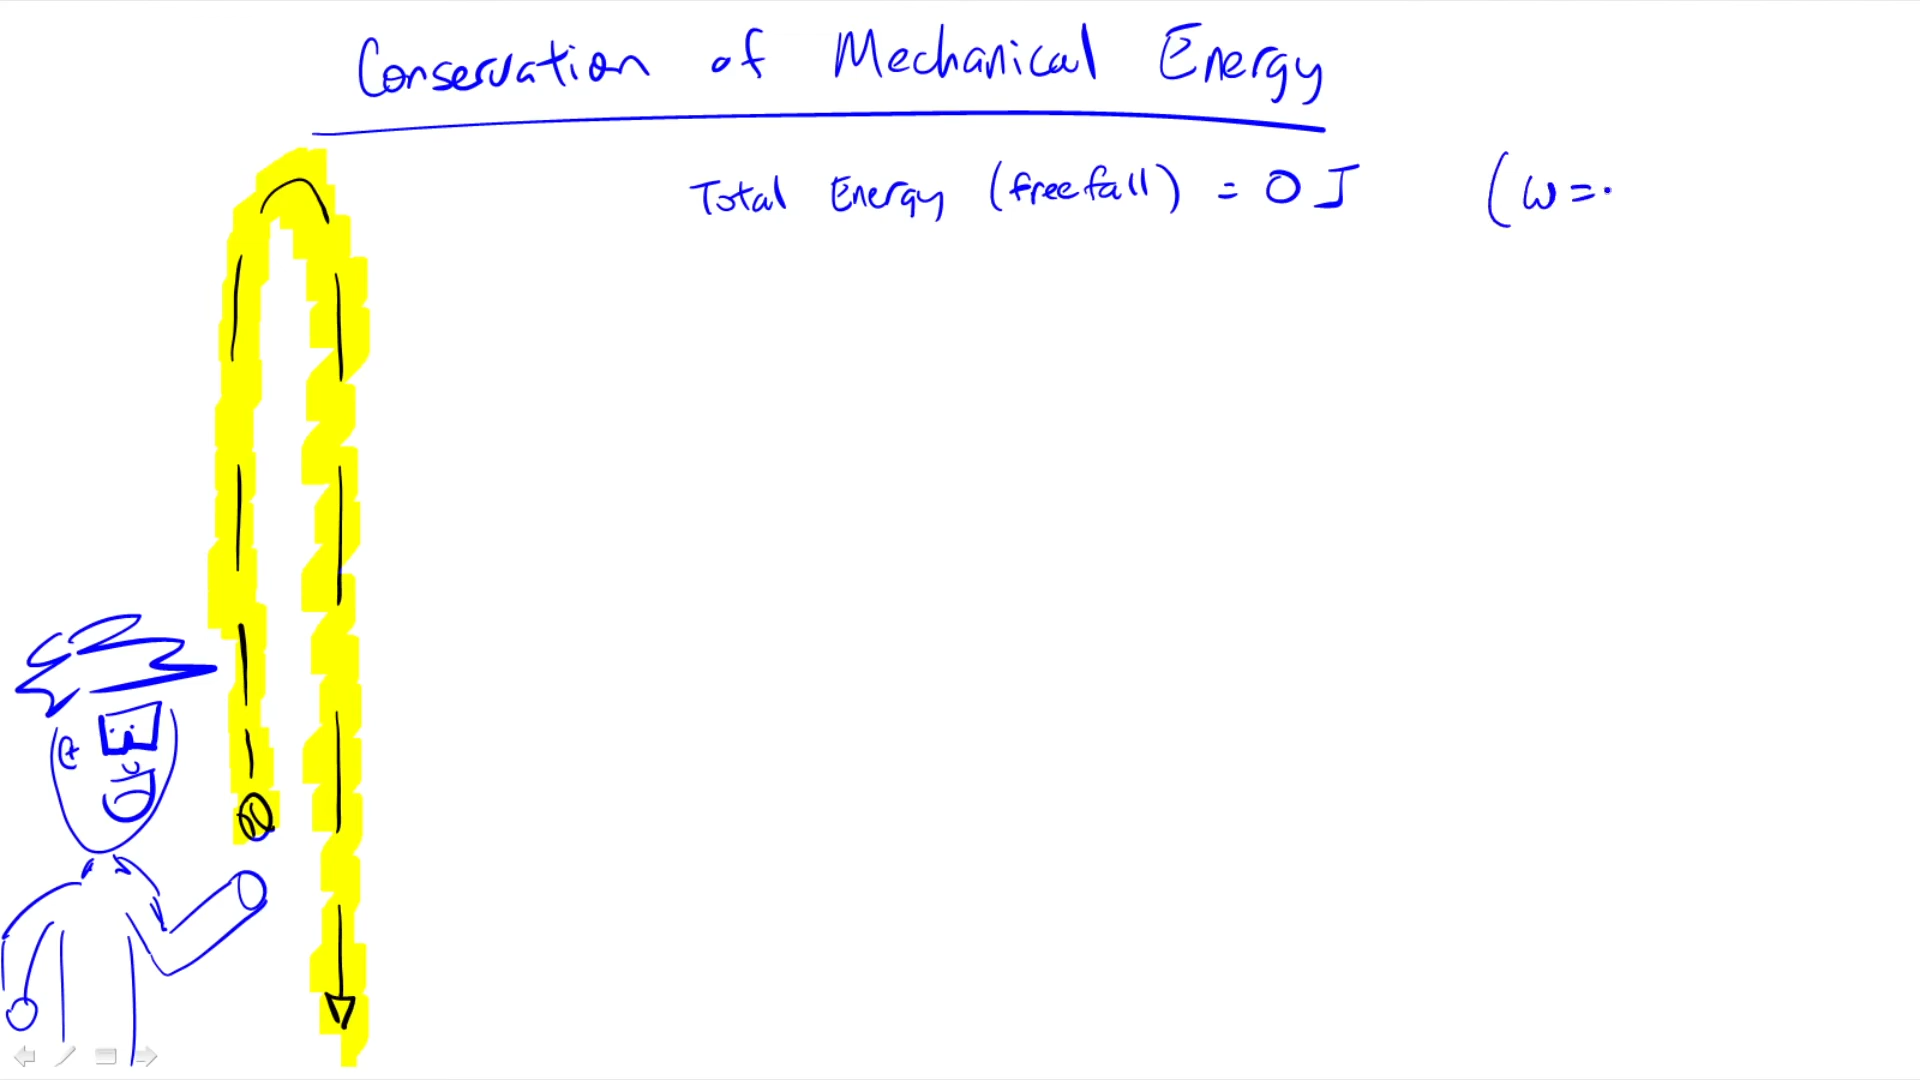 Conservation of Mechanical Energy
Total Energy (freefall) = 0 J (W =